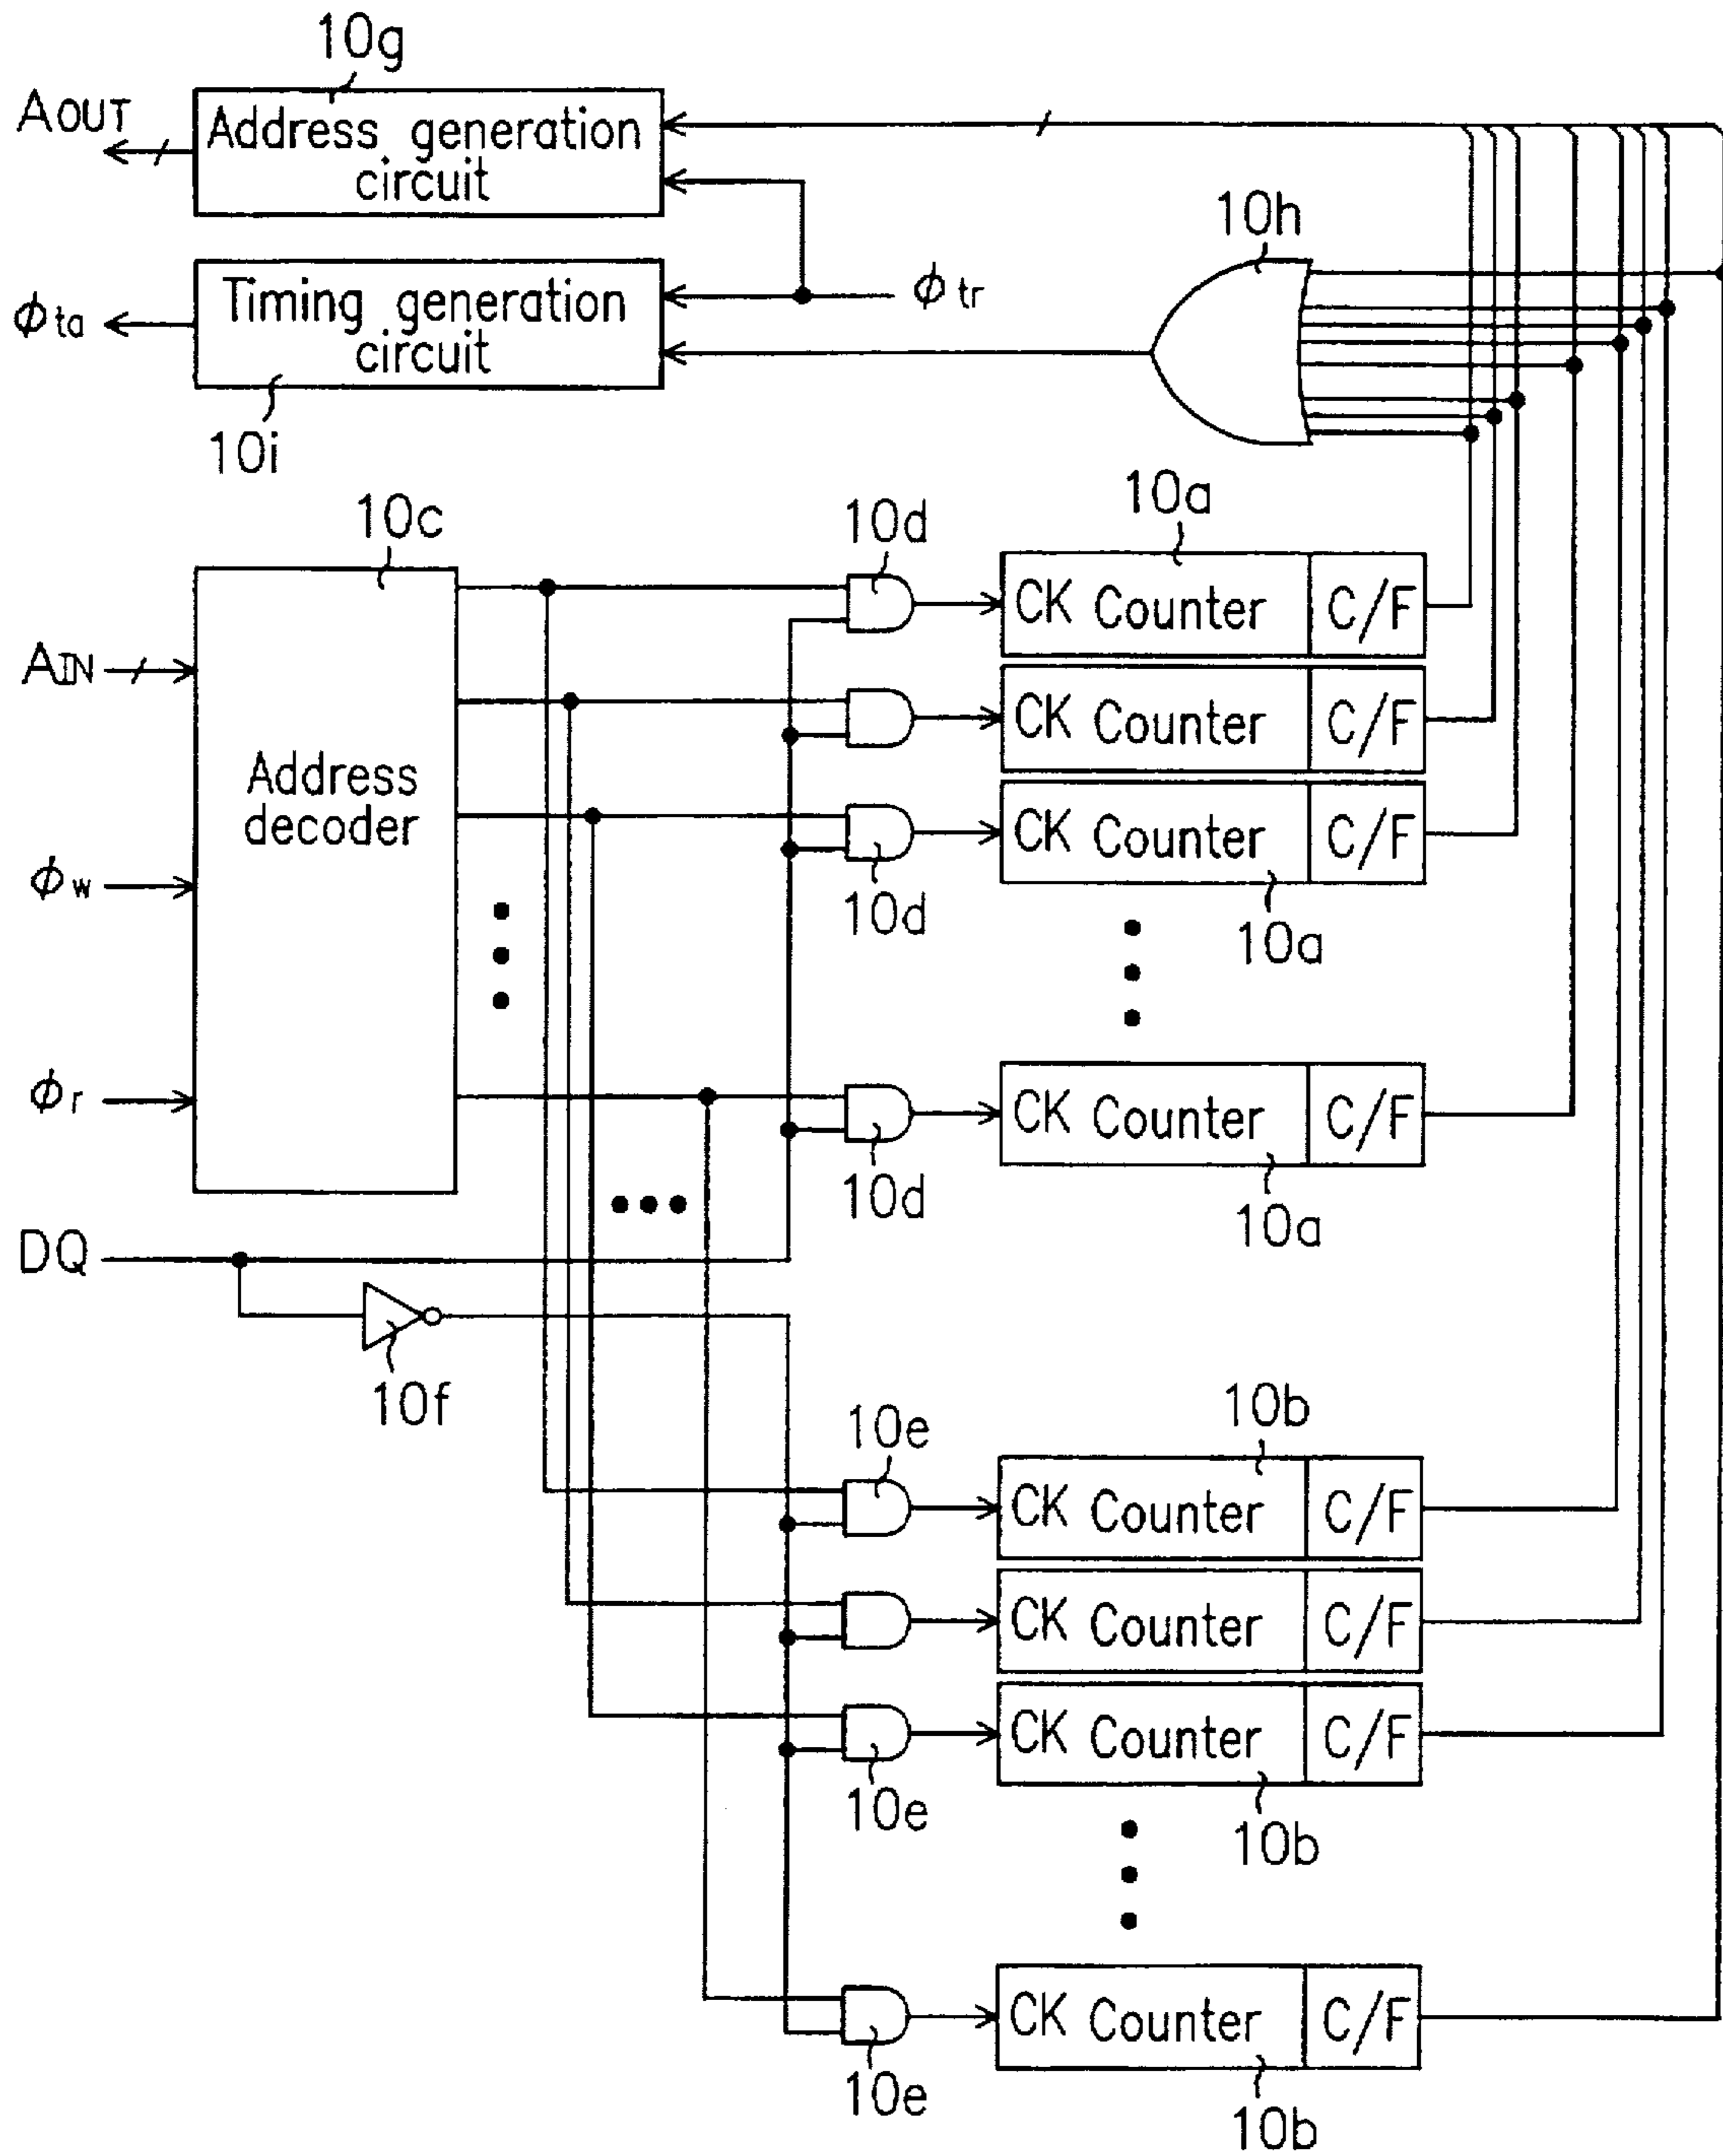 10g
AOUT
Address generation
circuit
10h
ϕta
Timing generation
circuit
ϕtr
10i
10c
10d
10a
AIN
Address
decoder
ϕw
ϕr
CK Counter C/F
CK Counter C/F
CK Counter C/F
10d
10a
CK Counter C/F
10d
10a
DQ
10f
10e
10b
CK Counter C/F
CK Counter C/F
CK Counter C/F
10e
10b
CK Counter C/F
10e
10b